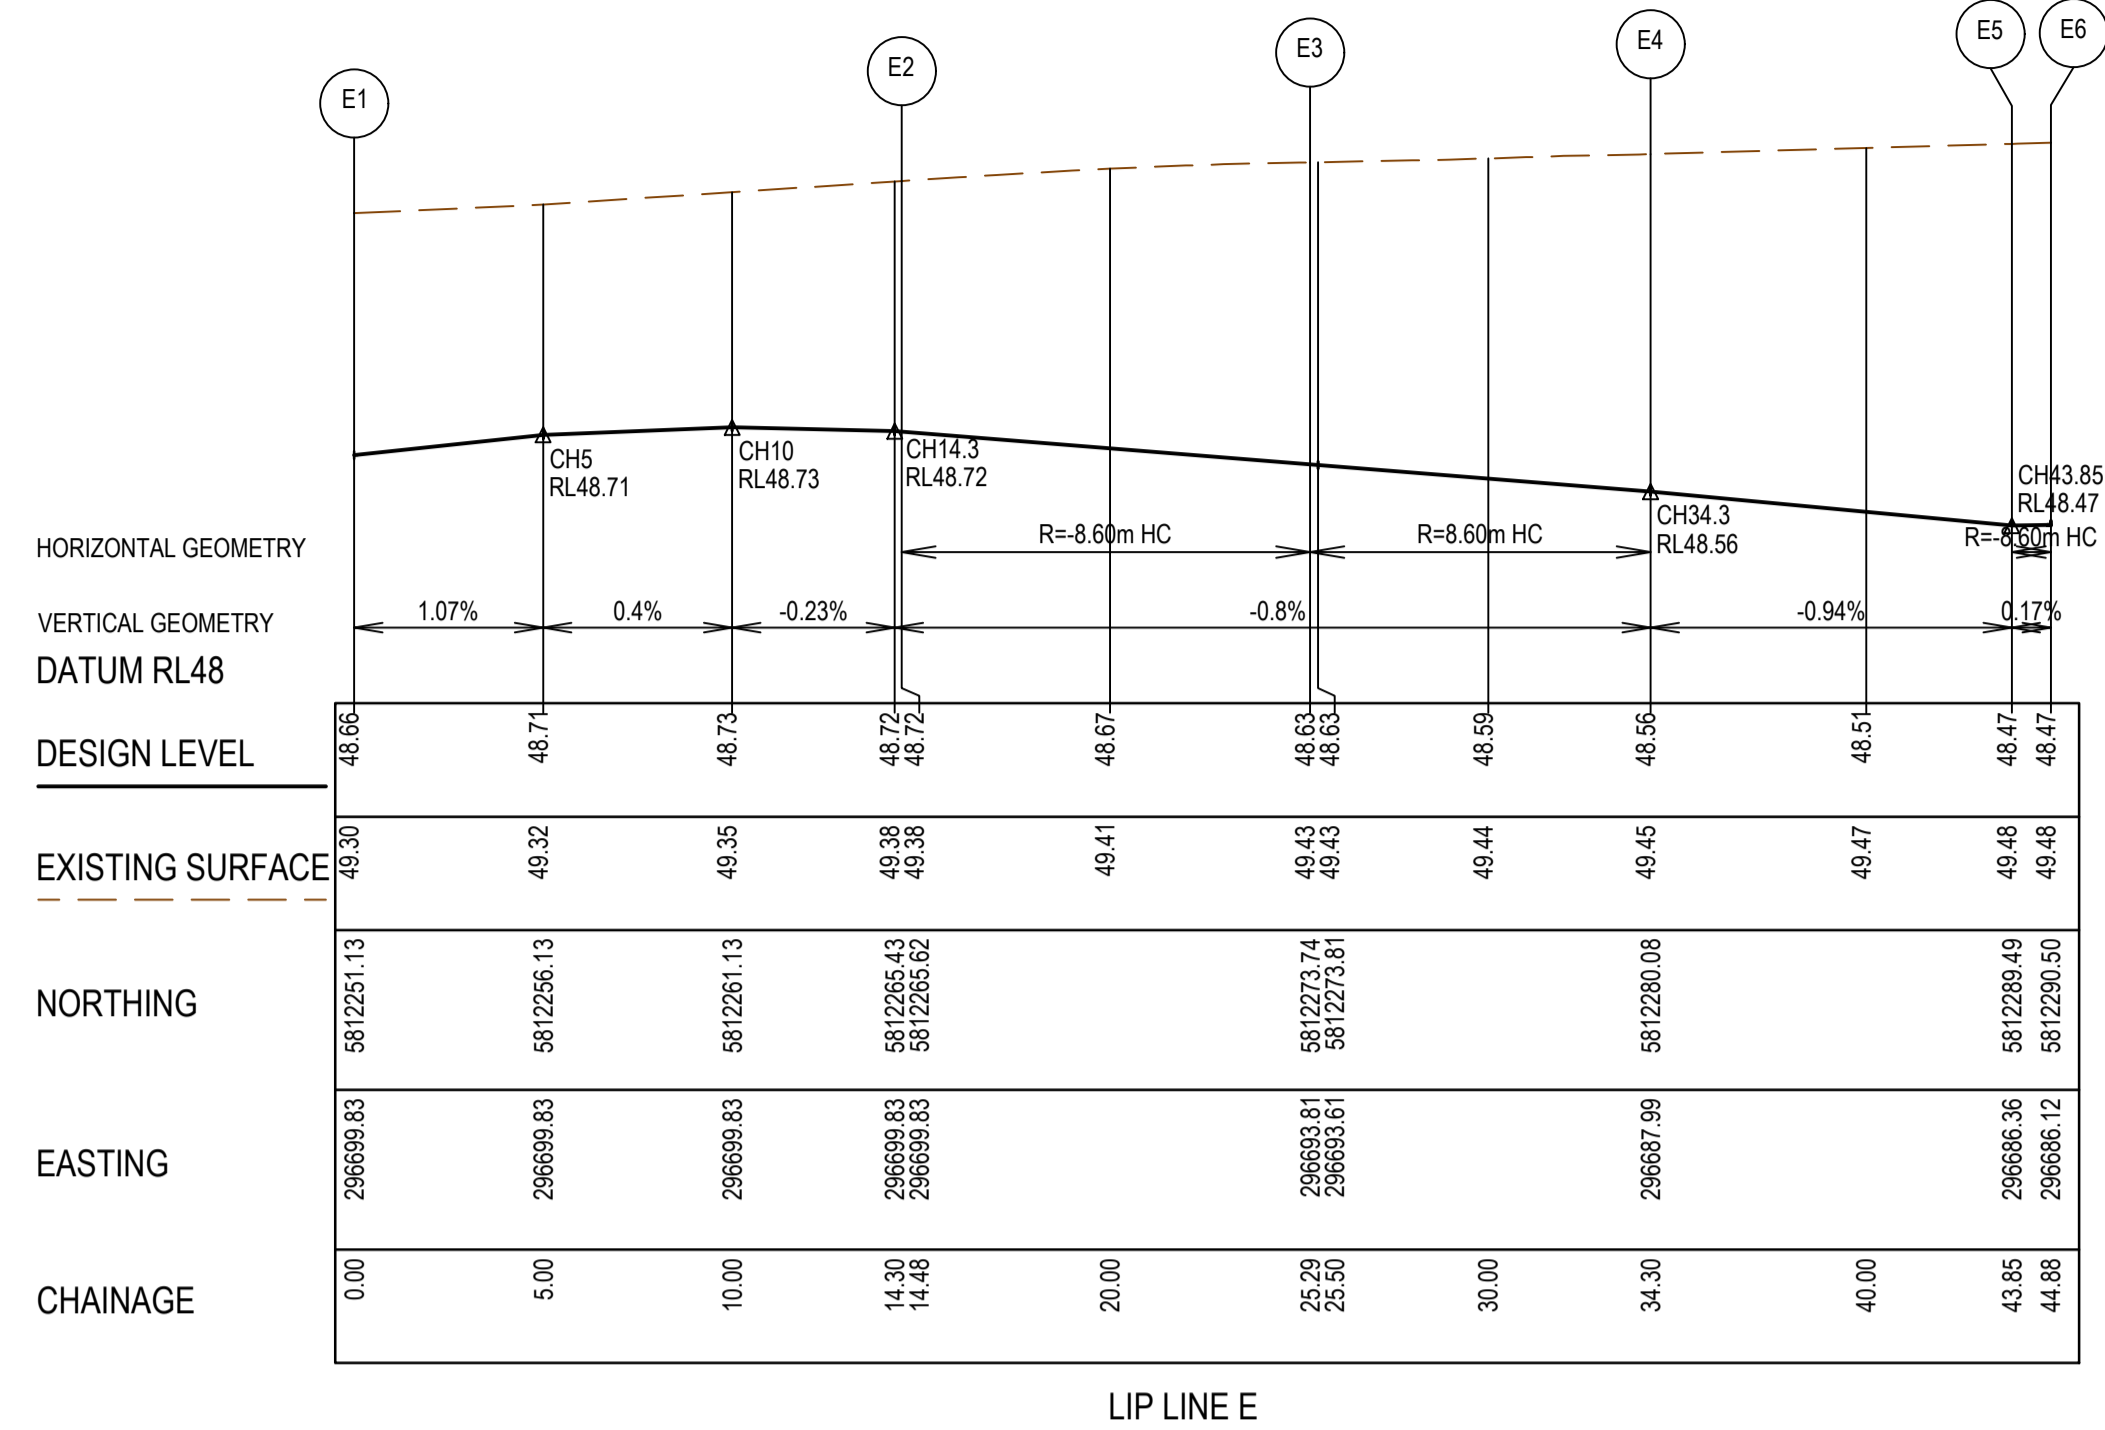 E1 E2 E3 E4 E5 E6
CH5
RL48.71
CH10
RL48.73
CH14.3
RL48.72
CH34.3
RL48.56
CH43.85
RL48.47
HORIZONTAL GEOMETRY
R=-8.60m HC R=8.60m HC R=-8.60m HC
VERTICAL GEOMETRY
1.07% 0.4% -0.23% -0.8% -0.94% 0.17%
DATUM RL48
DESIGN LEVEL
48.66 48.71 48.73 48.72 48.72 48.67 48.63 48.63 48.59 48.56 48.51 48.47 48.47
EXISTING SURFACE
49.30 49.32 49.35 49.38 49.38 49.41 49.43 49.43 49.44 49.45 49.47 49.48 49.48
NORTHING
5812251.13 5812256.13 5812261.13 5812265.43 5812265.62 5812273.74 5812273.81 5812280.08 5812289.49 5812290.50
EASTING
296699.83 296699.83 296699.83 296699.83 296699.83 296693.81 296693.61 296687.99 296686.36 296686.12
CHAINAGE
0.00 5.00 10.00 14.30 14.48 20.00 25.29 25.50 30.00 34.30 40.00 43.85 44.88
LIP LINE E